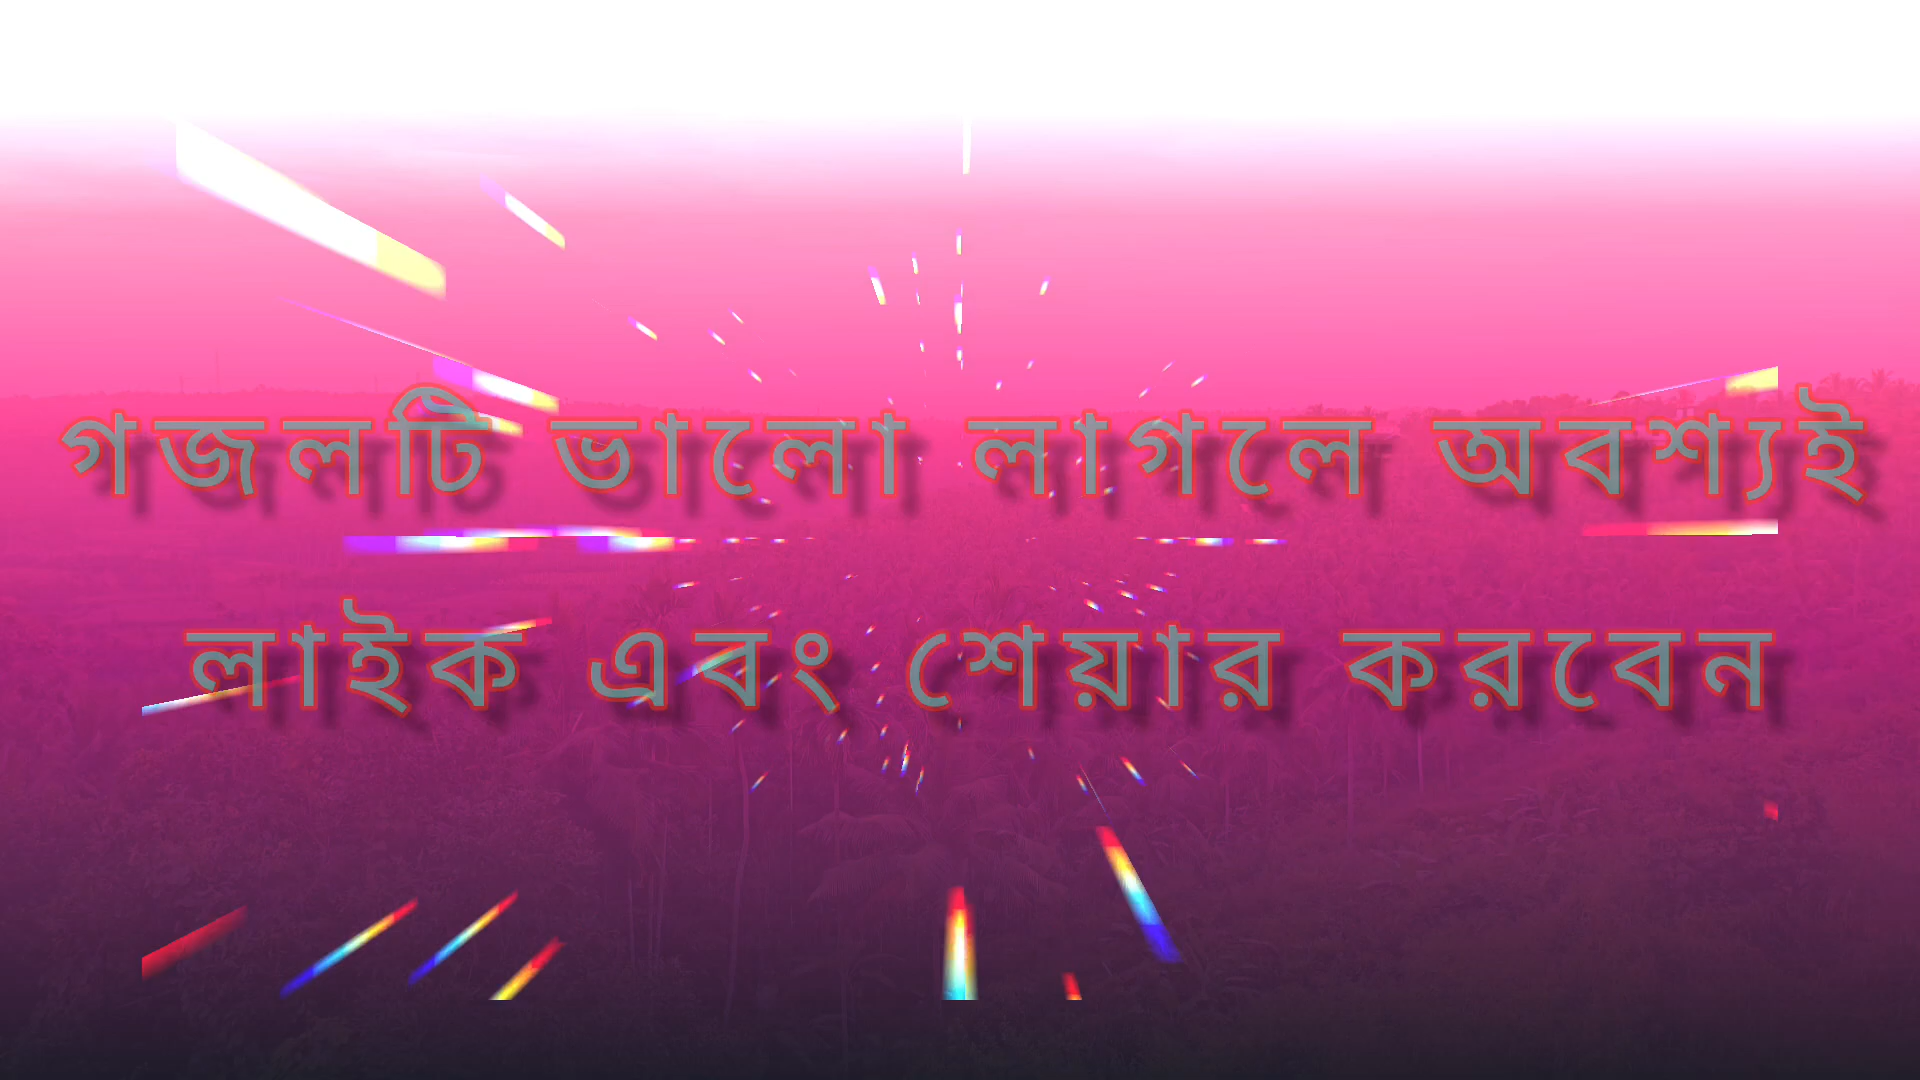 গজলটি ভালো লাগলে অবশ্যই
লাইক এবং শেয়ার করবেন